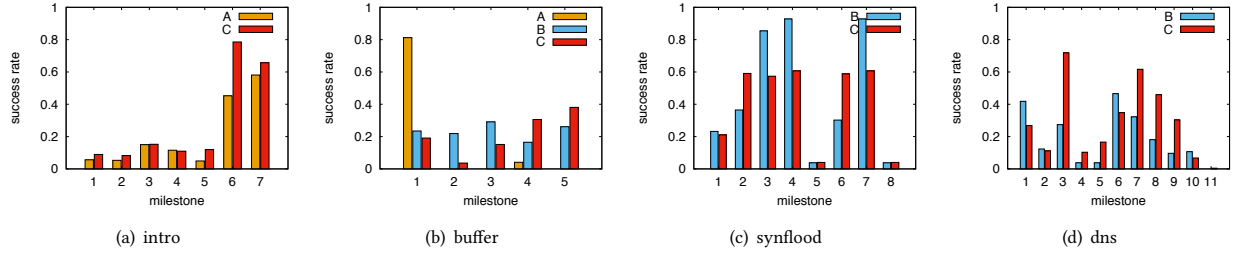 success rate
1
0.8
0.6
0.4
0.2
0
A
C
1 2 3 4 5 6 7
milestone
(a) intro
success rate
1
0.8
0.6
0.4
0.2
0
A
B
C
1 2 3 4 5
milestone
(b) buffer
success rate
1
0.8
0.6
0.4
0.2
0
B
C
1 2 3 4 5 6 7 8
milestone
(c) synflood
success rate
1
0.8
0.6
0.4
0.2
0
B
C
1 2 3 4 5 6 7 8 9 10 11
milestone
(d) dns